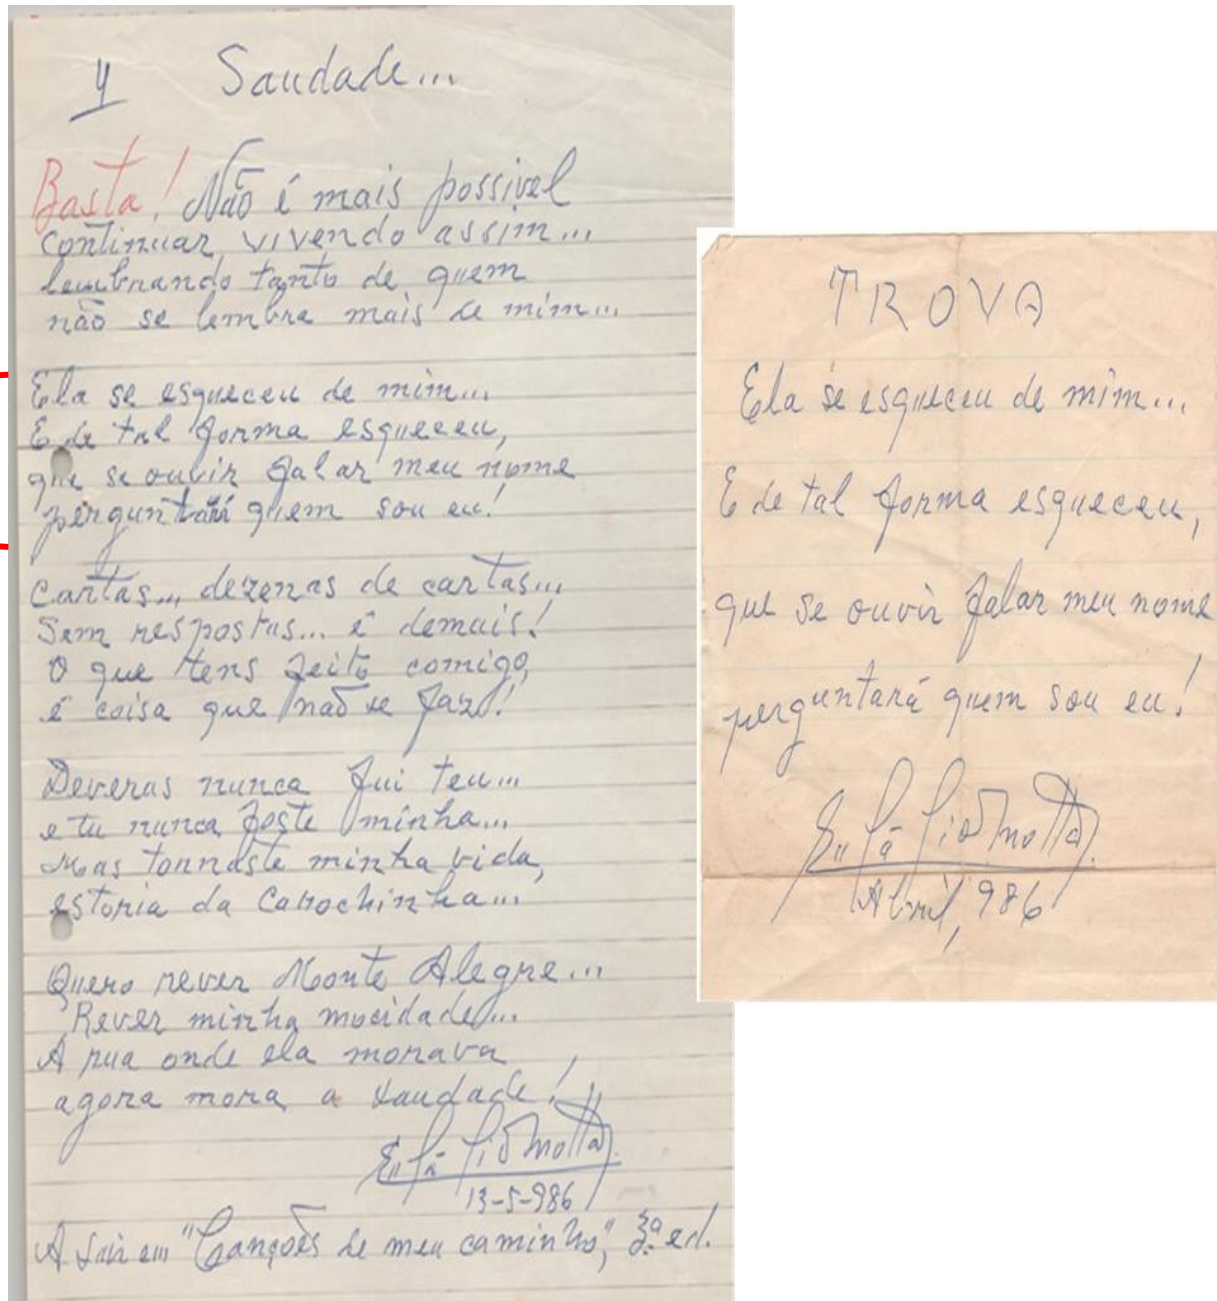 4 Saudade...
Basta! Não é mais possivel
continuar vivendo assim...
lembrando tanto de quem
não se lembra mais de mim...
Ela se esqueceu de mim...
E de tal forma esqueceu,
que se ouvir falar meu nome
perguntará quem sou eu!
Cartas... dezenas de cartas...
Sem respostas... é demais!
O que tens feito comigo,
é coisa que não se faz!
Deveras nunca fui teu...
e tu nunca foste minha...
Mas tornaste minha vida,
estoria da Carochinha...
Quero rever Monte Alegre...
Rever minha mocidade...
A rua onde ela morava
agora mora a saudade!
13-5-986
A sair em "Canções de meu caminho", 3ª ed.
TROVA
Ela se esqueceu de mim...
E de tal forma esqueceu,
que se ouvir falar meu nome
perguntará quem sou eu!
Abril, 986